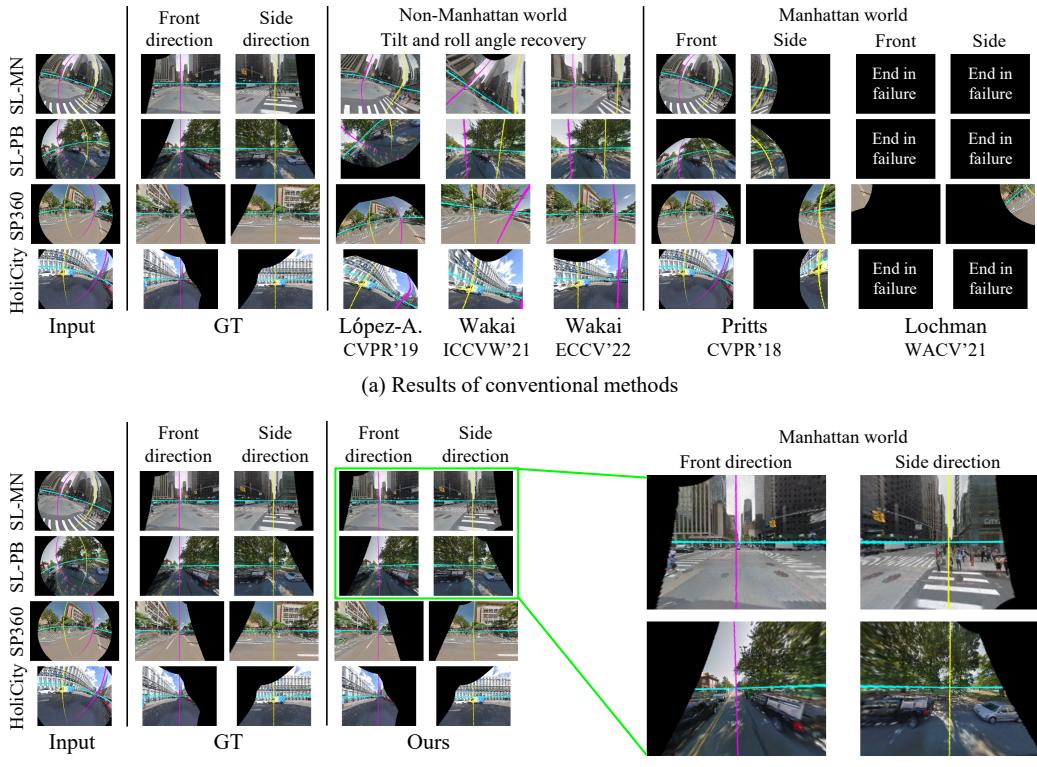 Front direction
Side direction
Non-Manhattan world
Tilt and roll angle recovery
Manhattan world
Front
Side
Front
Side
SL-MN
End in failure
End in failure
SL-PB
End in failure
End in failure
SP360
HoliCity
End in failure
End in failure
Input
GT
López-A.
CVPR'19
Wakai
ICCVW'21
Wakai
ECCV'22
Pritts
CVPR'18
Lochman
WACV'21
(a) Results of conventional methods
Front direction
Side direction
Front direction
Side direction
Manhattan world
Front direction
Side direction
SL-MN
SL-PB
SP360
HoliCity
Input
GT
Ours